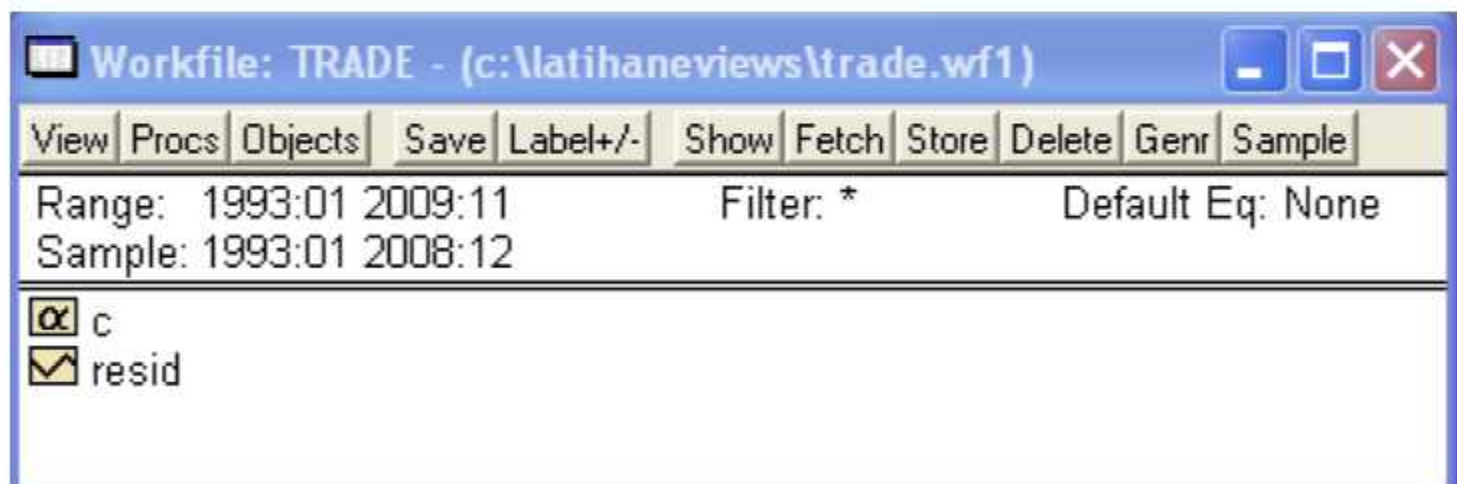 Workfile: TRADE - (c:\latihaneviews\trade.wf1)
View Procs Objects Save Label+/- Show Fetch Store Delete Genr Sample
Range: 1993:01 2009:11 Filter: * Default Eq: None
Sample: 1993:01 2008:12
α c
resid